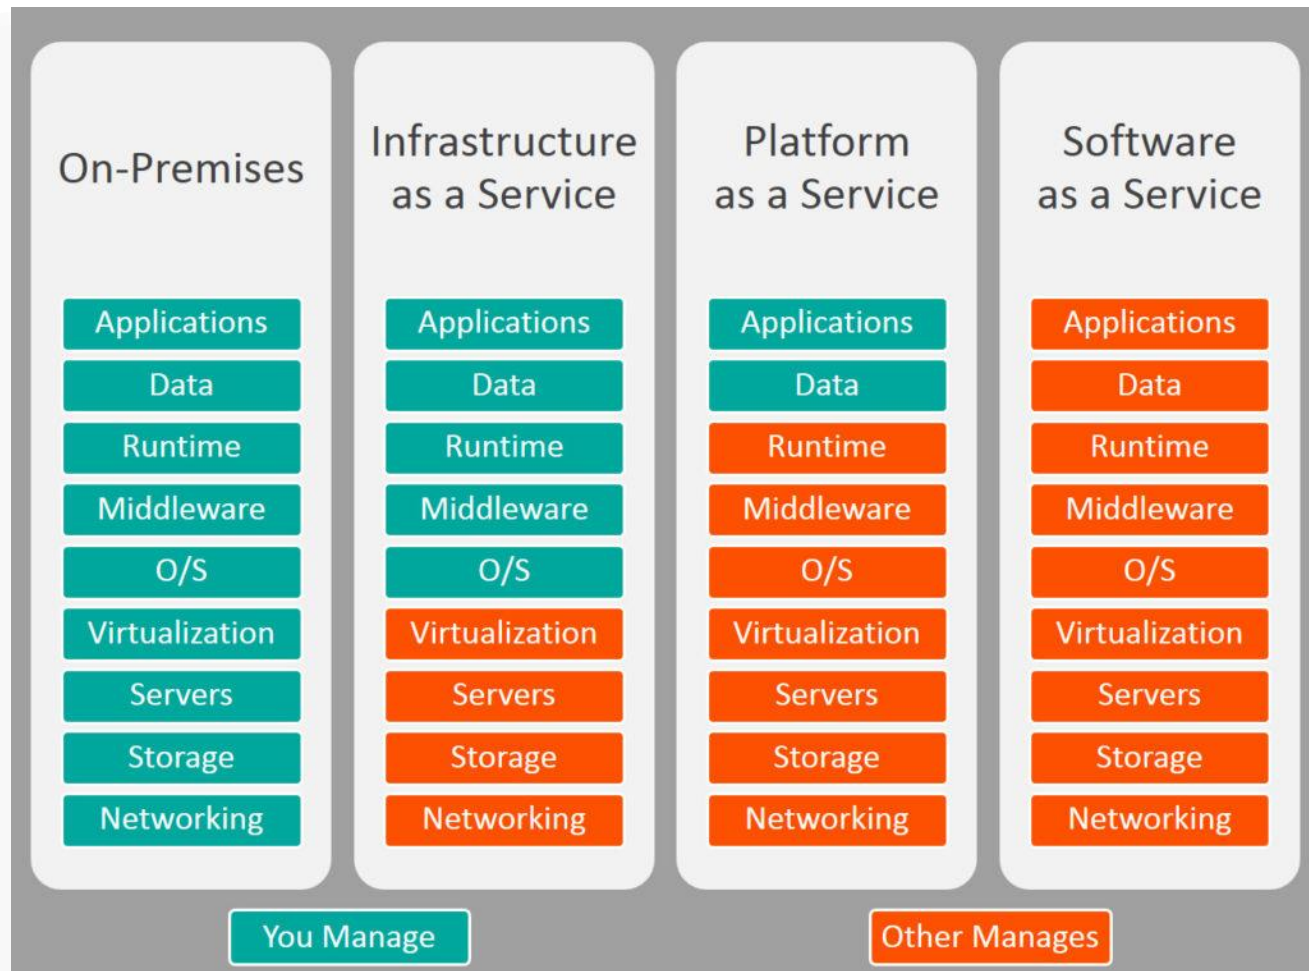 On-Premises
Applications
Data
Runtime
Middleware
O/S
Virtualization
Servers
Storage
Networking
Infrastructure
as a Service
Applications
Data
Runtime
Middleware
O/S
Virtualization
Servers
Storage
Networking
Platform
as a Service
Applications
Data
Runtime
Middleware
O/S
Virtualization
Servers
Storage
Networking
Software
as a Service
Applications
Data
Runtime
Middleware
O/S
Virtualization
Servers
Storage
Networking
You Manage
Other Manages